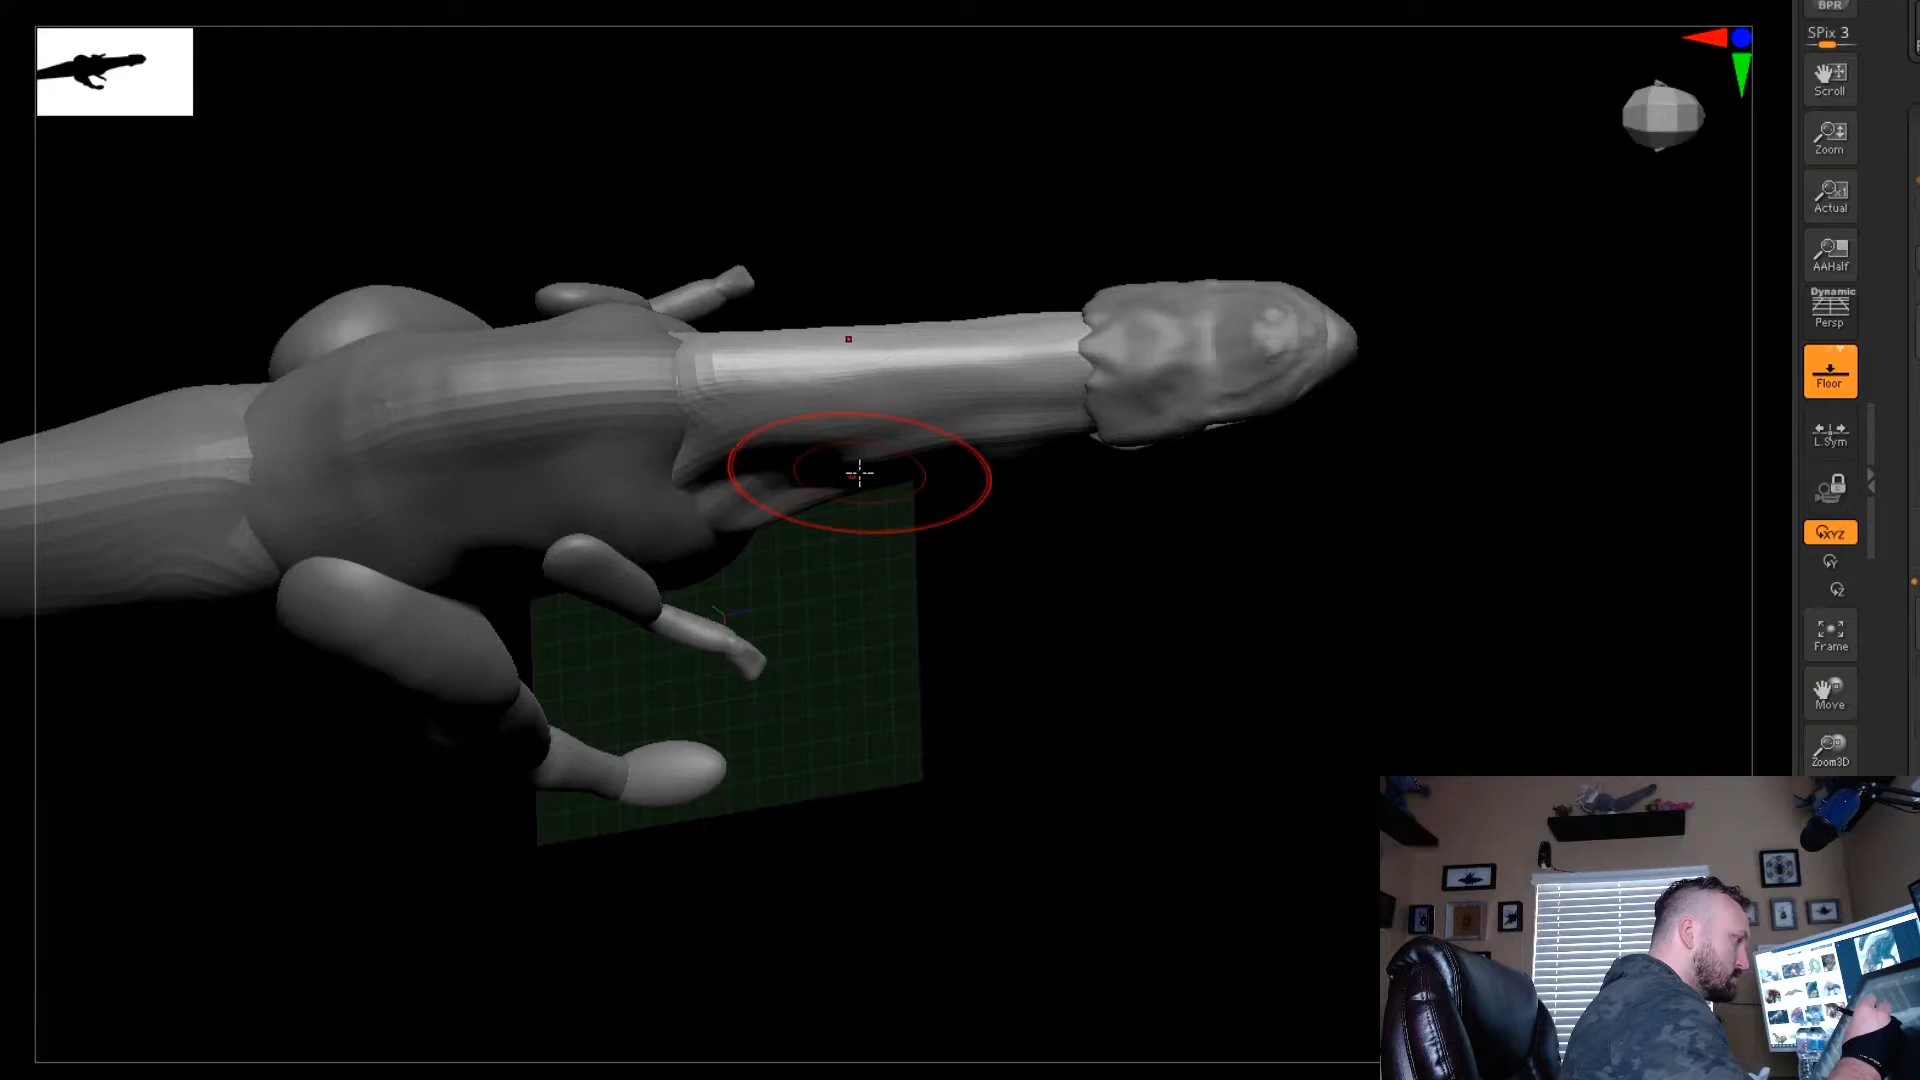 BPR
SPix 3
Scroll
Zoom
Actual
AAHalf
Dynamic
Persp
Floor
L.Sym
XYZ
Y
Z
Frame
Move
Zoom3D